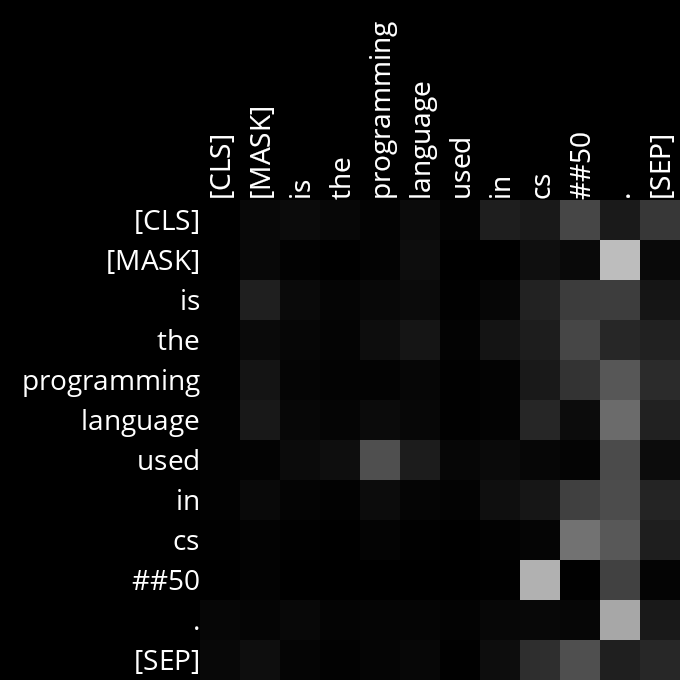 [CLS] [MASK] is the programming language used in cs ##50 . [SEP]
[CLS]
[MASK]
is
the
programming
language
used
in
cs
##50
.
[SEP]